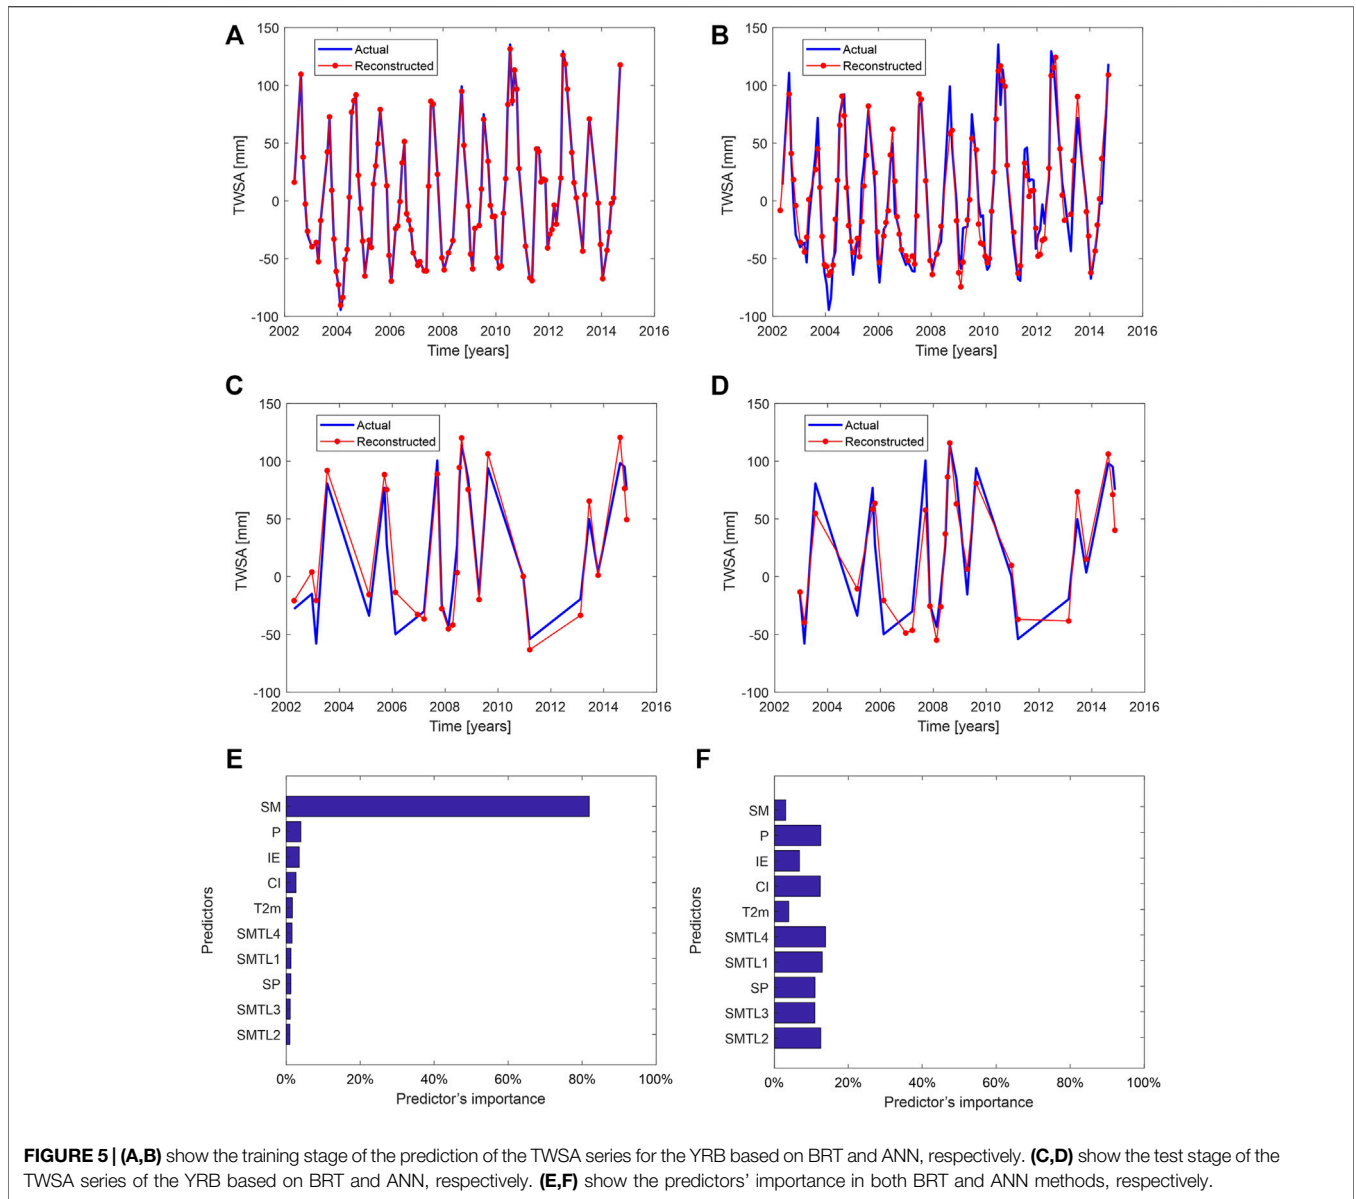 A
Actual
Reconstructed
TWSA [mm]
150
100
50
0
-50
-100
2002 2004 2006 2008 2010 2012 2014 2016
Time [years]
B
Actual
Reconstructed
TWSA [mm]
150
100
50
0
-50
-100
2002 2004 2006 2008 2010 2012 2014 2016
Time [years]
C
Actual
Reconstructed
TWSA [mm]
150
100
50
0
-50
-100
2002 2004 2006 2008 2010 2012 2014 2016
Time [years]
D
Actual
Reconstructed
TWSA [mm]
150
100
50
0
-50
-100
2002 2004 2006 2008 2010 2012 2014 2016
Time [years]
E
Predictors
SM
P
IE
CI
T2m
SMTL4
SMTL1
SP
SMTL3
SMTL2
0% 20% 40% 60% 80% 100%
Predictor's importance
F
Predictors
SM
P
IE
CI
T2m
SMTL4
SMTL1
SP
SMTL3
SMTL2
0% 20% 40% 60% 80% 100%
Predictor's importance
FIGURE 5 | (A,B) show the training stage of the prediction of the TWSA series for the YRB based on BRT and ANN, respectively. (C,D) show the test stage of the
TWSA series of the YRB based on BRT and ANN, respectively. (E,F) show the predictors' importance in both BRT and ANN methods, respectively.